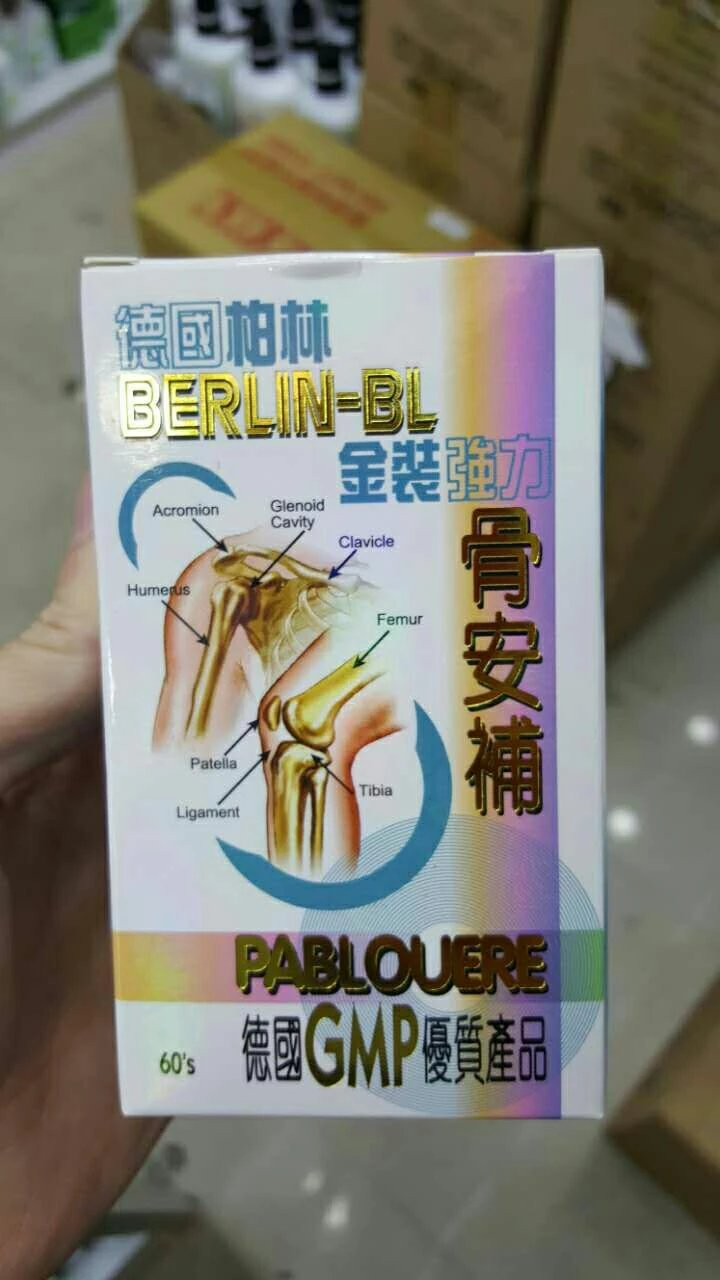 德國柏林
BERLIN-BL
金裝強力
骨安補
Acromion
Glenoid
Cavity
Clavicle
Humerus
Femur
Patella
Tibia
Ligament
PABLOUERE
60's
德國GMP優質產品